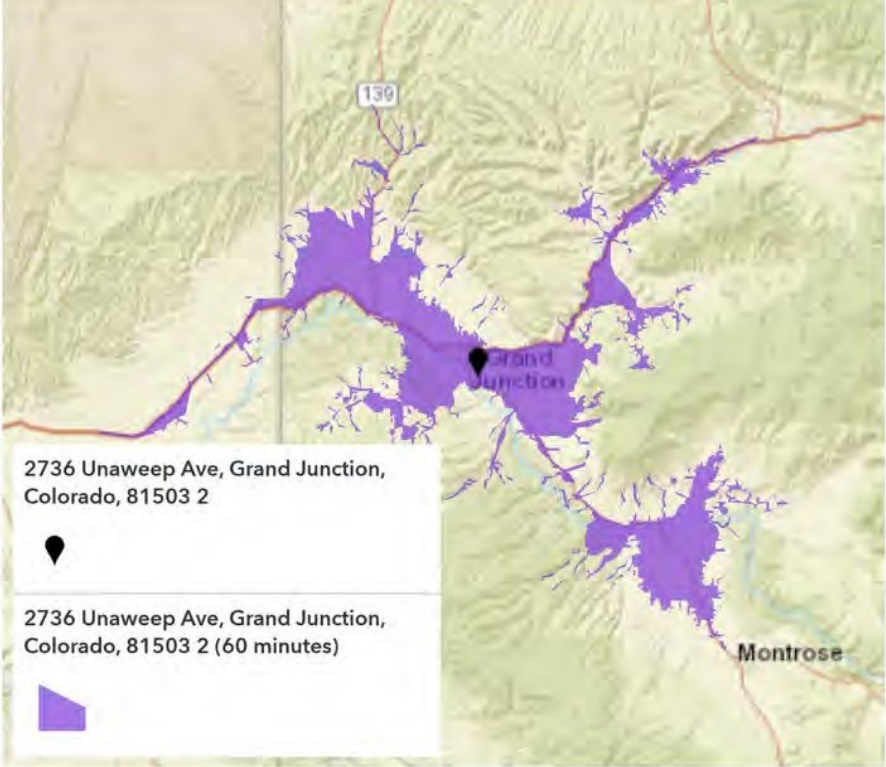 139
Grand
Junction
2736 Unaweep Ave, Grand Junction,
Colorado, 81503 2
2736 Unaweep Ave, Grand Junction,
Colorado, 81503 2 (60 minutes)
Montrose